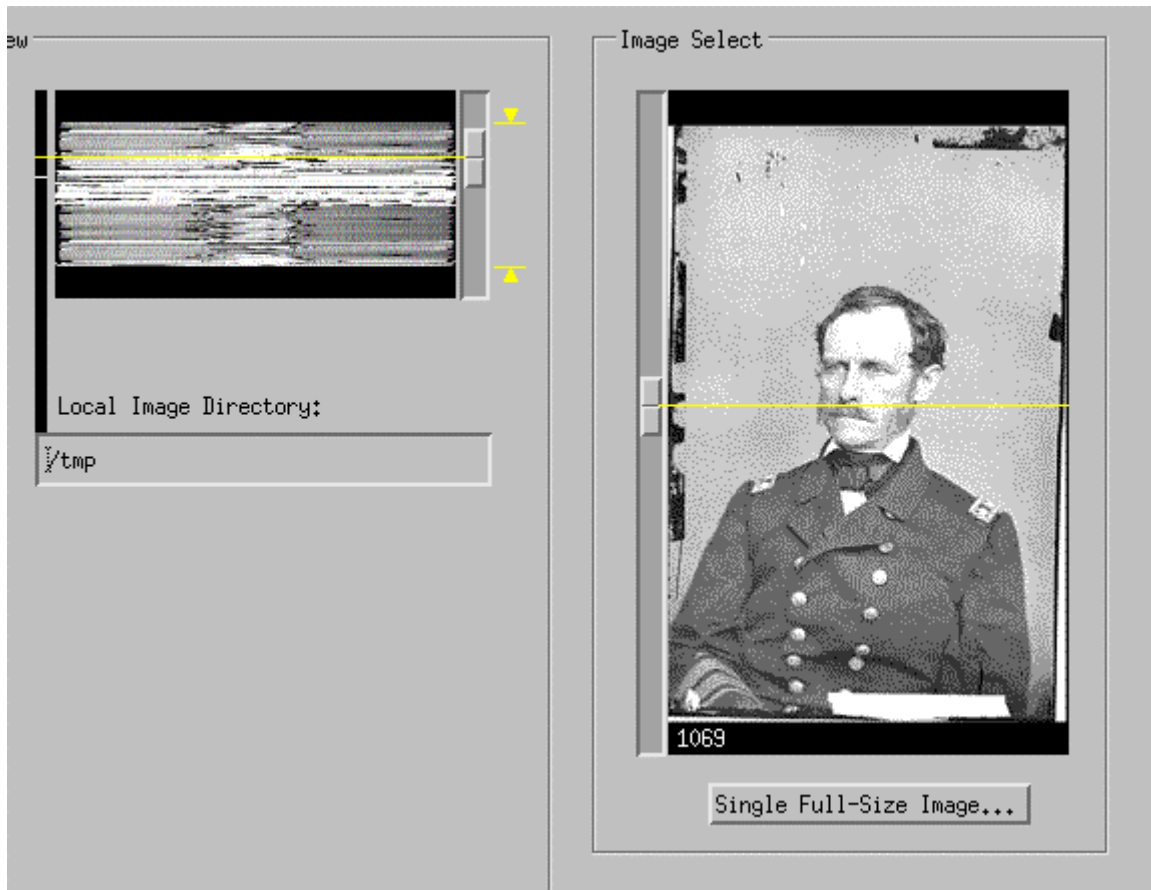 ew
Image Select
Local Image Directory:
/tmp
1069
Single Full-Size Image...